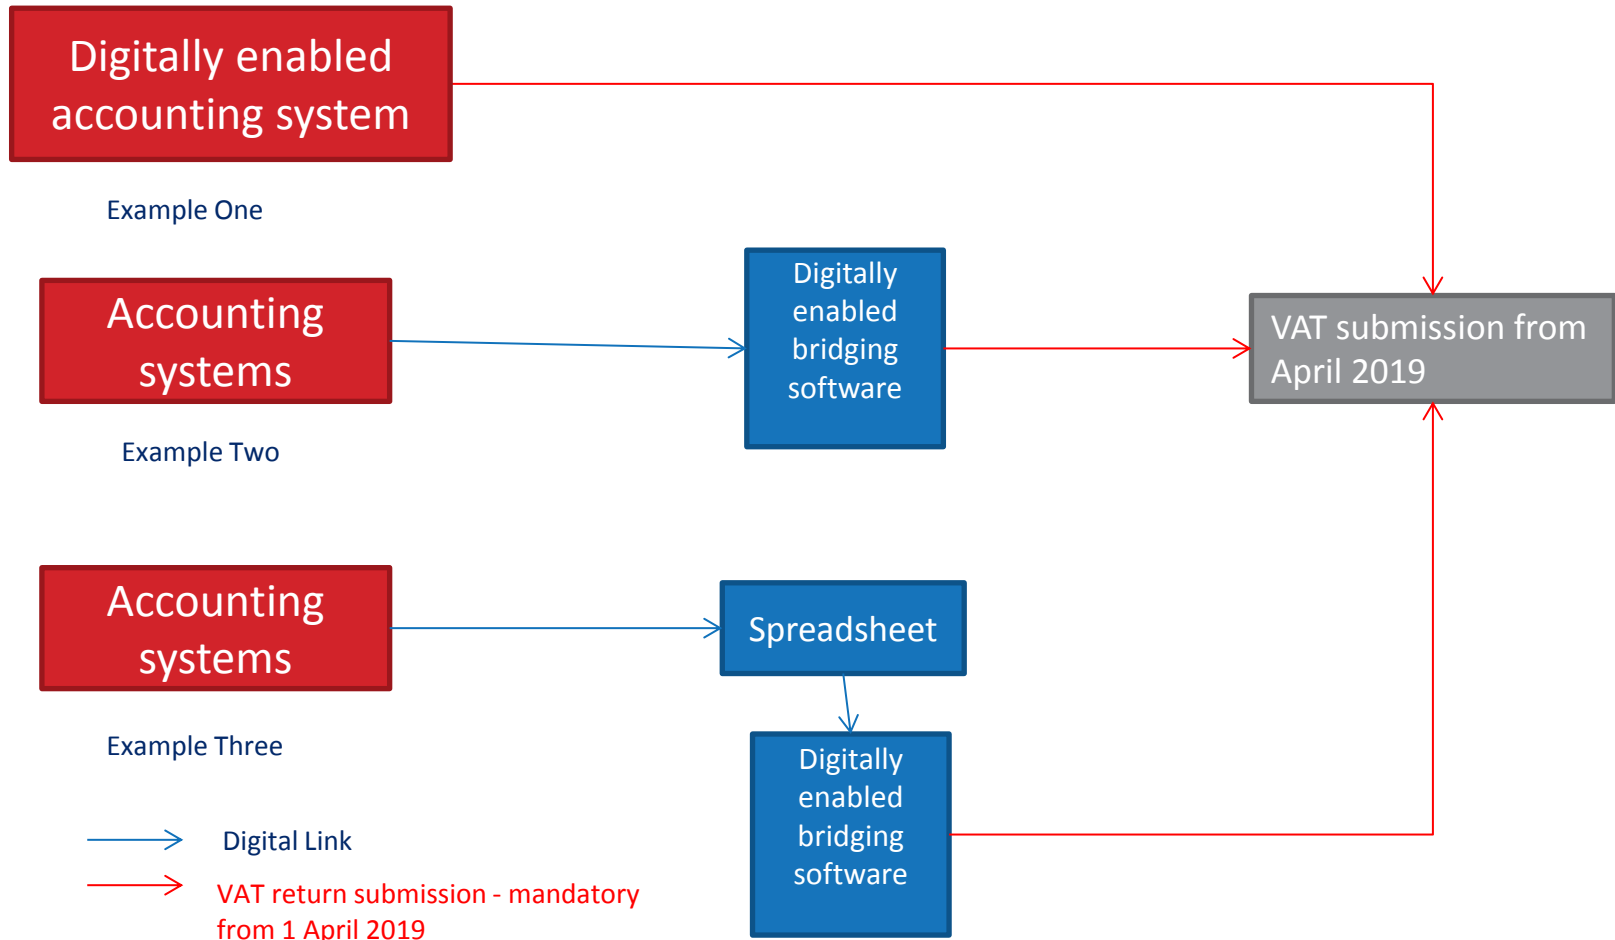 Digitally enabled
accounting system
Example One
Accounting
systems
Digitally
enabled
bridging
software
VAT submission from
April 2019
Example Two
Accounting
systems
Spreadsheet
Example Three
Digitally
enabled
bridging
software
Digital Link
VAT return submission - mandatory
from 1 April 2019